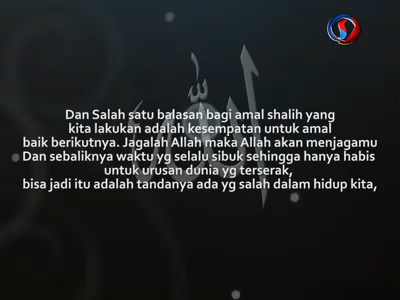 الله
Dan Salah satu balasan bagi amal shalih yang
kita lakukan adalah kesempatan untuk amal
baik berikutnya. Jagalah Allah maka Allah akan menjagamu
Dan sebaliknya waktu yg selalu sibuk sehingga hanya habis
untuk urusan dunia yg terserak,
bisa jadi itu adalah tandanya ada yg salah dalam hidup kita,